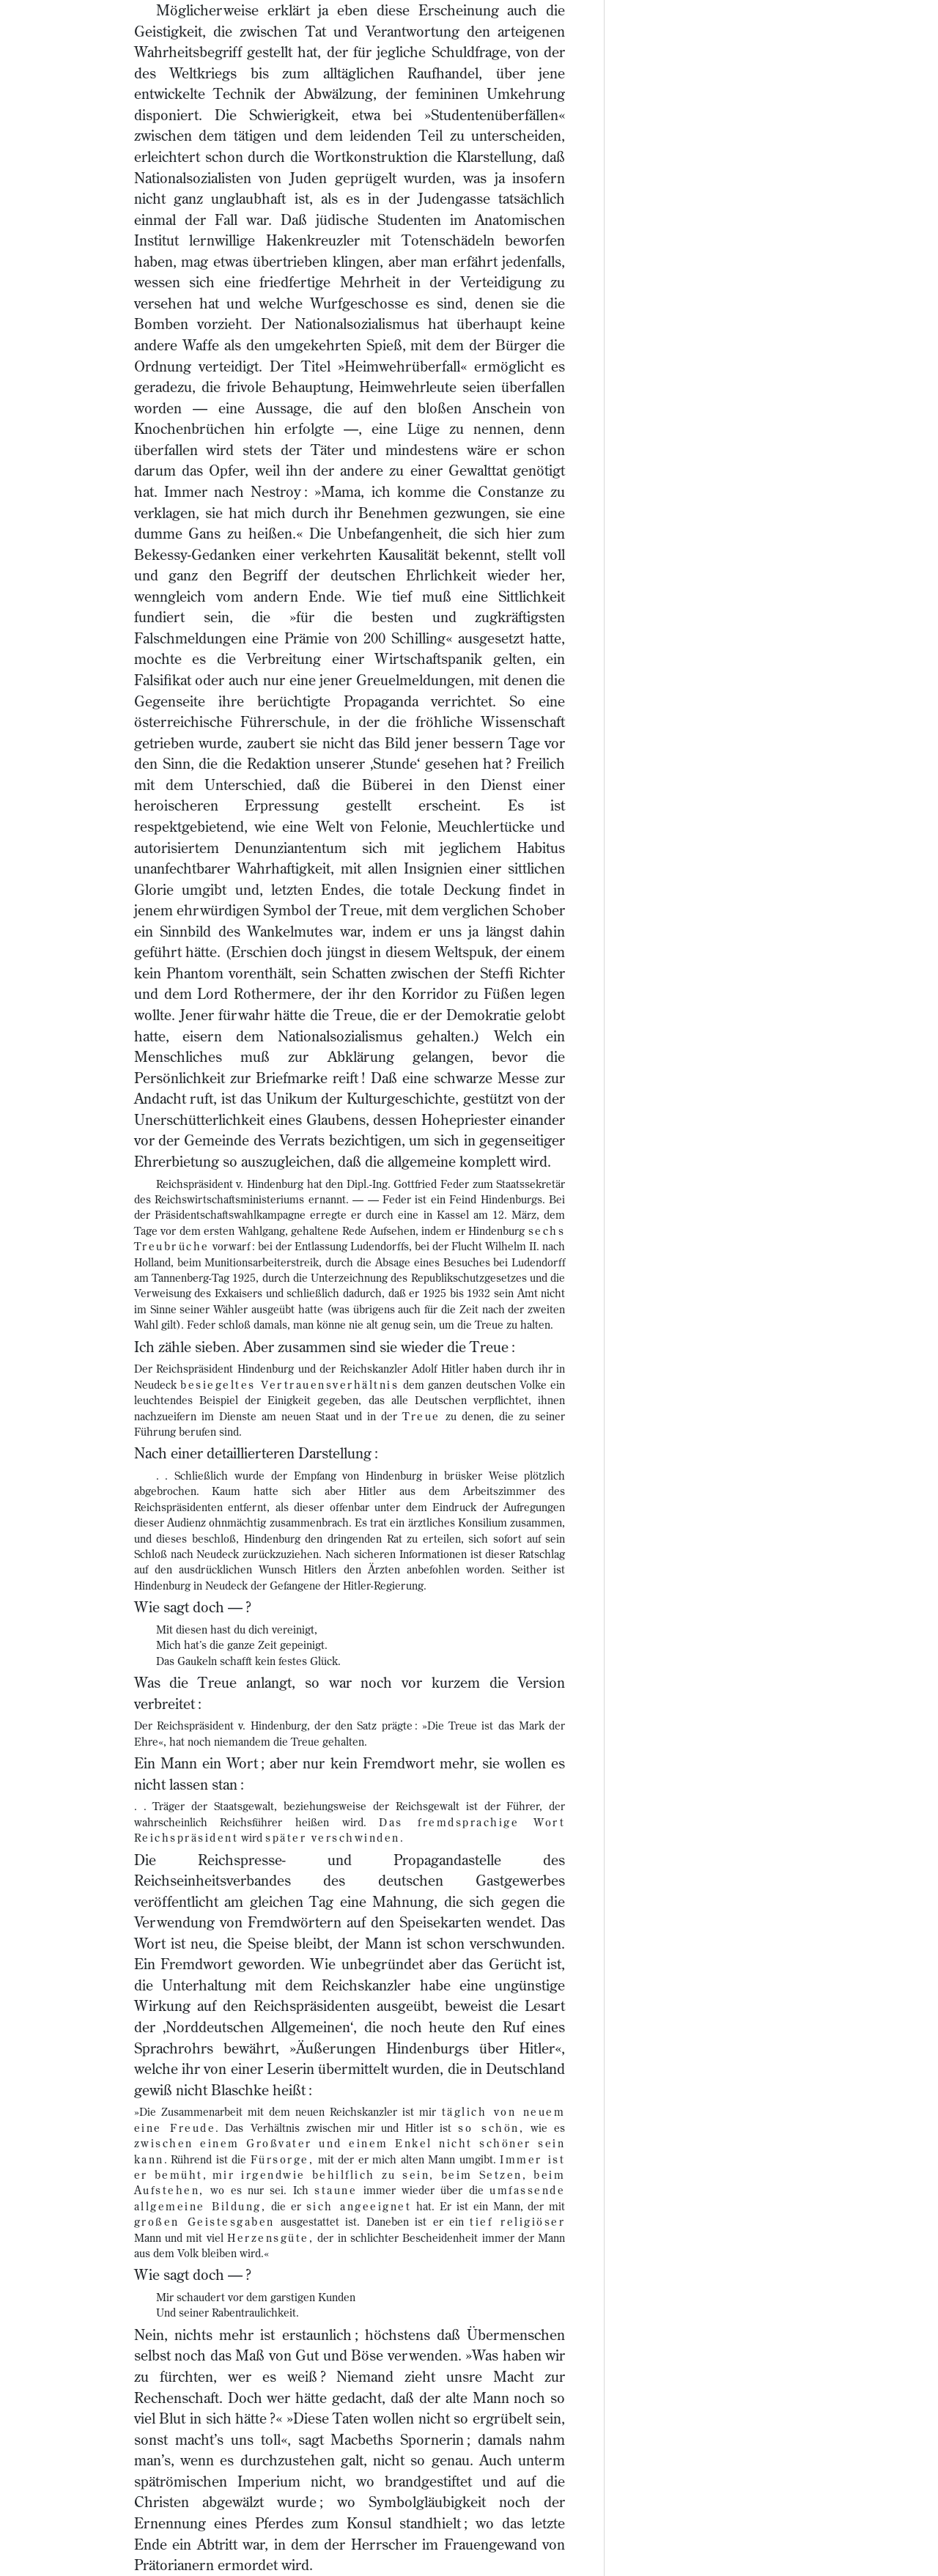 Möglicherweise erklärt ja eben diese Erscheinung auch die
Geistigkeit, die zwischen Tat und Verantwortung den arteigenen
Wahrheitsbegriff gestellt hat, der für jegliche Schuldfrage, von der
des Weltkriegs bis zum alltäglichen Raufhandel, über jene
entwickelte Technik der Abwälzung, der femininen Umkehrung
disponiert. Die Schwierigkeit, etwa bei »Studentenüberfällen«
zwischen dem tätigen und dem leidenden Teil zu unterscheiden,
erleichtert schon durch die Wortkonstruktion die Klarstellung, daß
Nationalsozialisten von Juden geprügelt wurden, was ja insofern
nicht ganz unglaubhaft ist, als es in der Judengasse tatsächlich
einmal der Fall war. Daß jüdische Studenten im Anatomischen
Institut lernwillige Hakenkreuzler mit Totenschädeln beworfen
haben, mag etwas übertrieben klingen, aber man erfährt jedenfalls,
wessen sich eine friedfertige Mehrheit in der Verteidigung zu
versehen hat und welche Wurfgeschosse es sind, denen sie die
Bomben vorzieht. Der Nationalsozialismus hat überhaupt keine
andere Waffe als den umgekehrten Spieß, mit dem der Bürger die
Ordnung verteidigt. Der Titel »Heimwehrüberfall« ermöglicht es
geradezu, die frivole Behauptung, Heimwehrleute seien überfallen
worden — eine Aussage, die auf den bloßen Anschein von
Knochenbrüchen hin erfolgte —, eine Lüge zu nennen, denn
überfallen wird stets der Täter und mindestens wäre er schon
darum das Opfer, weil ihn der andere zu einer Gewalttat genötigt
hat. Immer nach Nestroy: »Mama, ich komme die Constanze zu
verklagen, sie hat mich durch ihr Benehmen gezwungen, sie eine
dumme Gans zu heißen.« Die Unbefangenheit, die sich hier zum
Bekessy-Gedanken einer verkehrten Kausalität bekennt, stellt voll
und ganz den Begriff der deutschen Ehrlichkeit wieder her,
wenngleich vom andern Ende. Wie tief muß eine Sittlichkeit
fundiert sein, die »für die besten und zugkräftigsten
Falschmeldungen eine Prämie von 200 Schilling« ausgesetzt hatte,
mochte es die Verbreitung einer Wirtschaftspanik gelten, ein
Falsifikat oder auch nur eine jener Greuelmeldungen, mit denen die
Gegenseite ihre berüchtigte Propaganda verrichtet. So eine
österreichische Führerschule, in der die fröhliche Wissenschaft
getrieben wurde, zaubert sie nicht das Bild jener bessern Tage vor
den Sinn, die die Redaktion unserer ‚Stunde‘ gesehen hat? Freilich
mit dem Unterschied, daß die Büberei in den Dienst einer
heroischeren Erpressung gestellt erscheint. Es ist
respektgebietend, wie eine Welt von Felonie, Meuchlertücke und
autorisiertem Denunziantentum sich mit jeglichem Habitus
unanfechtbarer Wahrhaftigkeit, mit allen Insignien einer sittlichen
Glorie umgibt und, letzten Endes, die totale Deckung findet in
jenem ehrwürdigen Symbol der Treue, mit dem verglichen Schober
ein Sinnbild des Wankelmutes war, indem er uns ja längst dahin
geführt hätte. (Erschien doch jüngst in diesem Weltspuk, der einem
kein Phantom vorenthält, sein Schatten zwischen der Steffi Richter
und dem Lord Rothermere, der ihr den Korridor zu Füßen legen
wollte. Jener fürwahr hätte die Treue, die er der Demokratie gelobt
hatte, eisern dem Nationalsozialismus gehalten.) Welch ein
Menschliches muß zur Abklärung gelangen, bevor die
Persönlichkeit zur Briefmarke reift! Daß eine schwarze Messe zur
Andacht ruft, ist das Unikum der Kulturgeschichte, gestützt von der
Unerschütterlichkeit eines Glaubens, dessen Hohepriester einander
vor der Gemeinde des Verrats bezichtigen, um sich in gegenseitiger
Ehrerbietung so auszugleichen, daß die allgemeine komplett wird.
Reichspräsident v. Hindenburg hat den Dipl.-Ing. Gottfried Feder zum Staatssekretär
des Reichswirtschaftsministeriums ernannt. — — Feder ist ein Feind Hindenburgs. Bei
der Präsidentschaftswahlkampagne erregte er durch eine in Kassel am 12. März, dem
Tage vor dem ersten Wahlgang, gehaltene Rede Aufsehen, indem er Hindenburg sechs
Treubrüche vorwarf: bei der Entlassung Ludendorffs, bei der Flucht Wilhelm II. nach
Holland, beim Munitionsarbeiterstreik, durch die Absage eines Besuches bei Ludendorff
am Tannenberg-Tag 1925, durch die Unterzeichnung des Republikschutzgesetzes und die
Verweisung des Exkaisers und schließlich dadurch, daß er 1925 bis 1932 sein Amt nicht
im Sinne seiner Wähler ausgeübt hatte (was übrigens auch für die Zeit nach der zweiten
Wahl gilt). Feder schloß damals, man könne nie alt genug sein, um die Treue zu halten.
Ich zähle sieben. Aber zusammen sind sie wieder die Treue:
Der Reichspräsident Hindenburg und der Reichskanzler Adolf Hitler haben durch ihr in
Neudeck besiegeltes Vertrauensverhältnis dem ganzen deutschen Volke ein
leuchtendes Beispiel der Einigkeit gegeben, das alle Deutschen verpflichtet, ihnen
nachzueifern im Dienste am neuen Staat und in der Treue zu denen, die zu seiner
Führung berufen sind.
Nach einer detaillierteren Darstellung:
. . Schließlich wurde der Empfang von Hindenburg in brüsker Weise plötzlich
abgebrochen. Kaum hatte sich aber Hitler aus dem Arbeitszimmer des
Reichspräsidenten entfernt, als dieser offenbar unter dem Eindruck der Aufregungen
dieser Audienz ohnmächtig zusammenbrach. Es trat ein ärztliches Konsilium zusammen,
und dieses beschloß, Hindenburg den dringenden Rat zu erteilen, sich sofort auf sein
Schloß nach Neudeck zurückzuziehen. Nach sicheren Informationen ist dieser Ratschlag
auf den ausdrücklichen Wunsch Hitlers den Ärzten anbefohlen worden. Seither ist
Hindenburg in Neudeck der Gefangene der Hitler-Regierung.
Wie sagt doch — ?
Mit diesen hast du dich vereinigt,
Mich hat's die ganze Zeit gepeinigt.
Das Gaukeln schafft kein festes Glück.
Was die Treue anlangt, so war noch vor kurzem die Version
verbreitet:
Der Reichspräsident v. Hindenburg, der den Satz prägte: »Die Treue ist das Mark der
Ehre«, hat noch niemandem die Treue gehalten.
Ein Mann ein Wort; aber nur kein Fremdwort mehr, sie wollen es
nicht lassen stan:
. . Träger der Staatsgewalt, beziehungsweise der Reichsgewalt ist der Führer, der
wahrscheinlich Reichsführer heißen wird. Das fremdsprachige Wort
Reichspräsident wird später verschwinden.
Die Reichspresse- und Propagandastelle des
Reichseinheitsverbandes des deutschen Gastgewerbes
veröffentlicht am gleichen Tag eine Mahnung, die sich gegen die
Verwendung von Fremdwörtern auf den Speisekarten wendet. Das
Wort ist neu, die Speise bleibt, der Mann ist schon verschwunden.
Ein Fremdwort geworden. Wie unbegründet aber das Gerücht ist,
die Unterhaltung mit dem Reichskanzler habe eine ungünstige
Wirkung auf den Reichspräsidenten ausgeübt, beweist die Lesart
der ‚Norddeutschen Allgemeinen‘, die noch heute den Ruf eines
Sprachrohrs bewährt, »Äußerungen Hindenburgs über Hitler«,
welche ihr von einer Leserin übermittelt wurden, die in Deutschland
gewiß nicht Blaschke heißt:
»Die Zusammenarbeit mit dem neuen Reichskanzler ist mir täglich von neuem
eine Freude. Das Verhältnis zwischen mir und Hitler ist so schön, wie es
zwischen einem Großvater und einem Enkel nicht schöner sein
kann. Rührend ist die Fürsorge, mit der er mich alten Mann umgibt. Immer ist
er bemüht, mir irgendwie behilflich zu sein, beim Setzen, beim
Aufstehen, wo es nur sei. Ich staune immer wieder über die umfassende
allgemeine Bildung, die er sich angeeignet hat. Er ist ein Mann, der mit
großen Geistesgaben ausgestattet ist. Daneben ist er ein tief religiöser
Mann und mit viel Herzensgüte, der in schlichter Bescheidenheit immer der Mann
aus dem Volk bleiben wird.«
Wie sagt doch — ?
Mir schaudert vor dem garstigen Kunden
Und seiner Rabentraulichkeit.
Nein, nichts mehr ist erstaunlich; höchstens daß Übermenschen
selbst noch das Maß von Gut und Böse verwenden. »Was haben wir
zu fürchten, wer es weiß? Niemand zieht unsre Macht zur
Rechenschaft. Doch wer hätte gedacht, daß der alte Mann noch so
viel Blut in sich hätte?« »Diese Taten wollen nicht so ergrübelt sein,
sonst macht's uns toll«, sagt Macbeths Spornerin; damals nahm
man's, wenn es durchzustehen galt, nicht so genau. Auch unterm
spätrömischen Imperium nicht, wo brandgestiftet und auf die
Christen abgewälzt wurde; wo Symbolgläubigkeit noch der
Ernennung eines Pferdes zum Konsul standhielt; wo das letzte
Ende ein Abtritt war, in dem der Herrscher im Frauengewand von
Prätorianern ermordet wird.